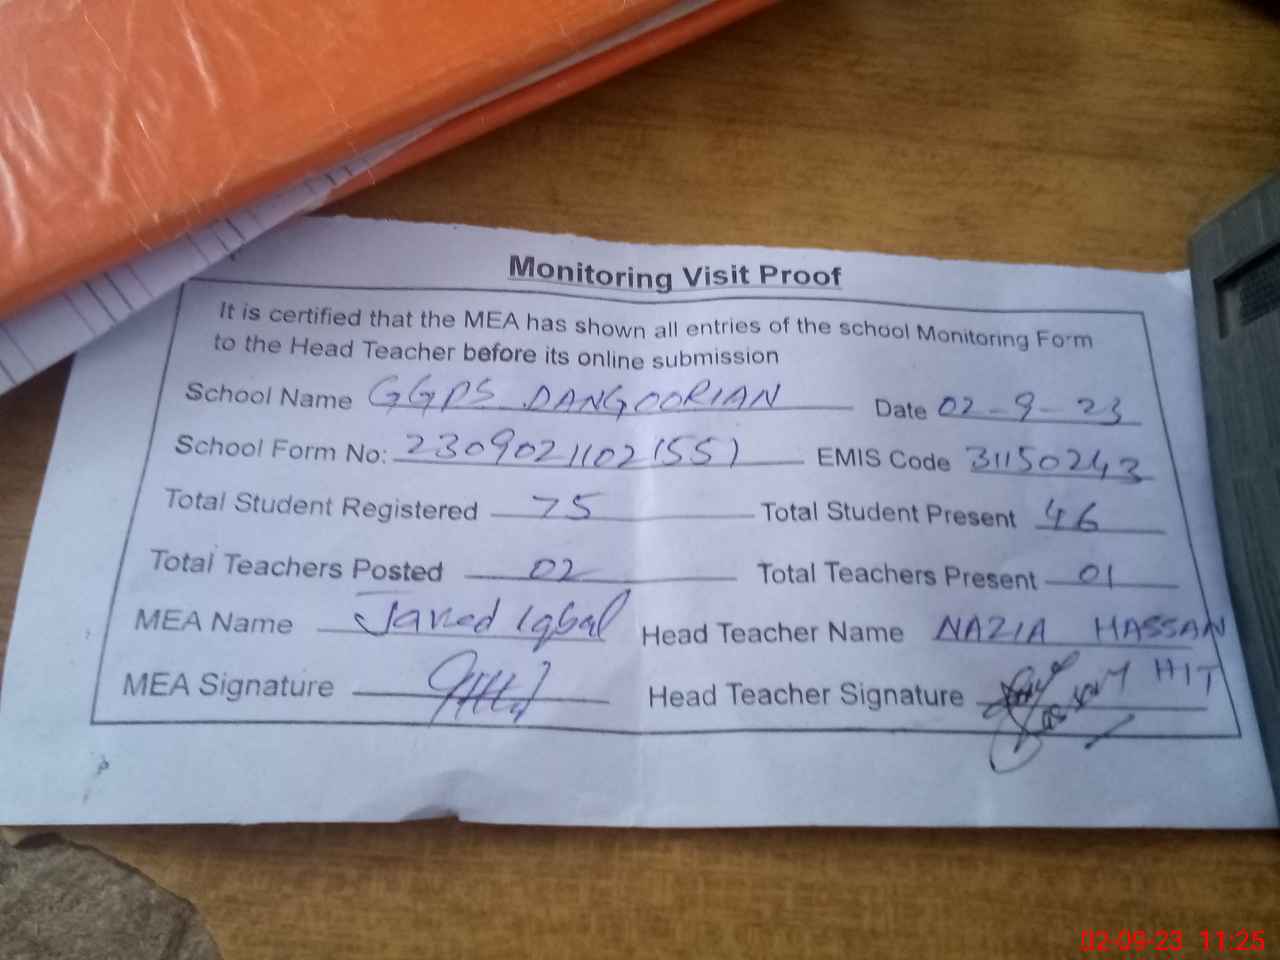 Monitoring Visit Proof
It is certified that the MEA has shown all entries of the school Monitoring Form
to the Head Teacher before its online submission
School Name GGPS DANGOORIAN Date 02-9-23
School Form No: 2309021102155) EMIS Code 31150243
Total Student Registered 75 Total Student Present 46
Total Teachers Posted 02 Total Teachers Present 01
MEA Name Javed Iqbal Head Teacher Name NAZIA HASSAN
MEA Signature Head Teacher Signature HIT
02-09-23 11:25